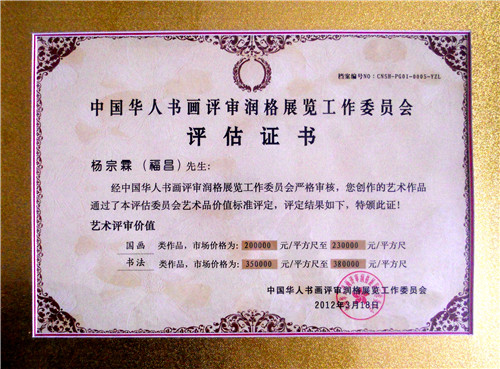 档案编号NO：CNSH-PG01-0085-YZL
中国华人书画评审润格展览工作委员会
评估证书
杨宗霖（福昌）先生：
经中国华人书画评审润格展览工作委员会严格审核，您创作的艺术作品
通过了本评估委员会艺术品价值标准评定，评定结果如下，特颁此证！
艺术评审价值
国画 类作品，市场价格为：200000 元/平方尺至 230000 元/平方尺
书法 类作品，市场价格为：350000 元/平方尺至 380000 元/平方尺
中国华人书画评审润格展览工作委员会
2012年3月18日